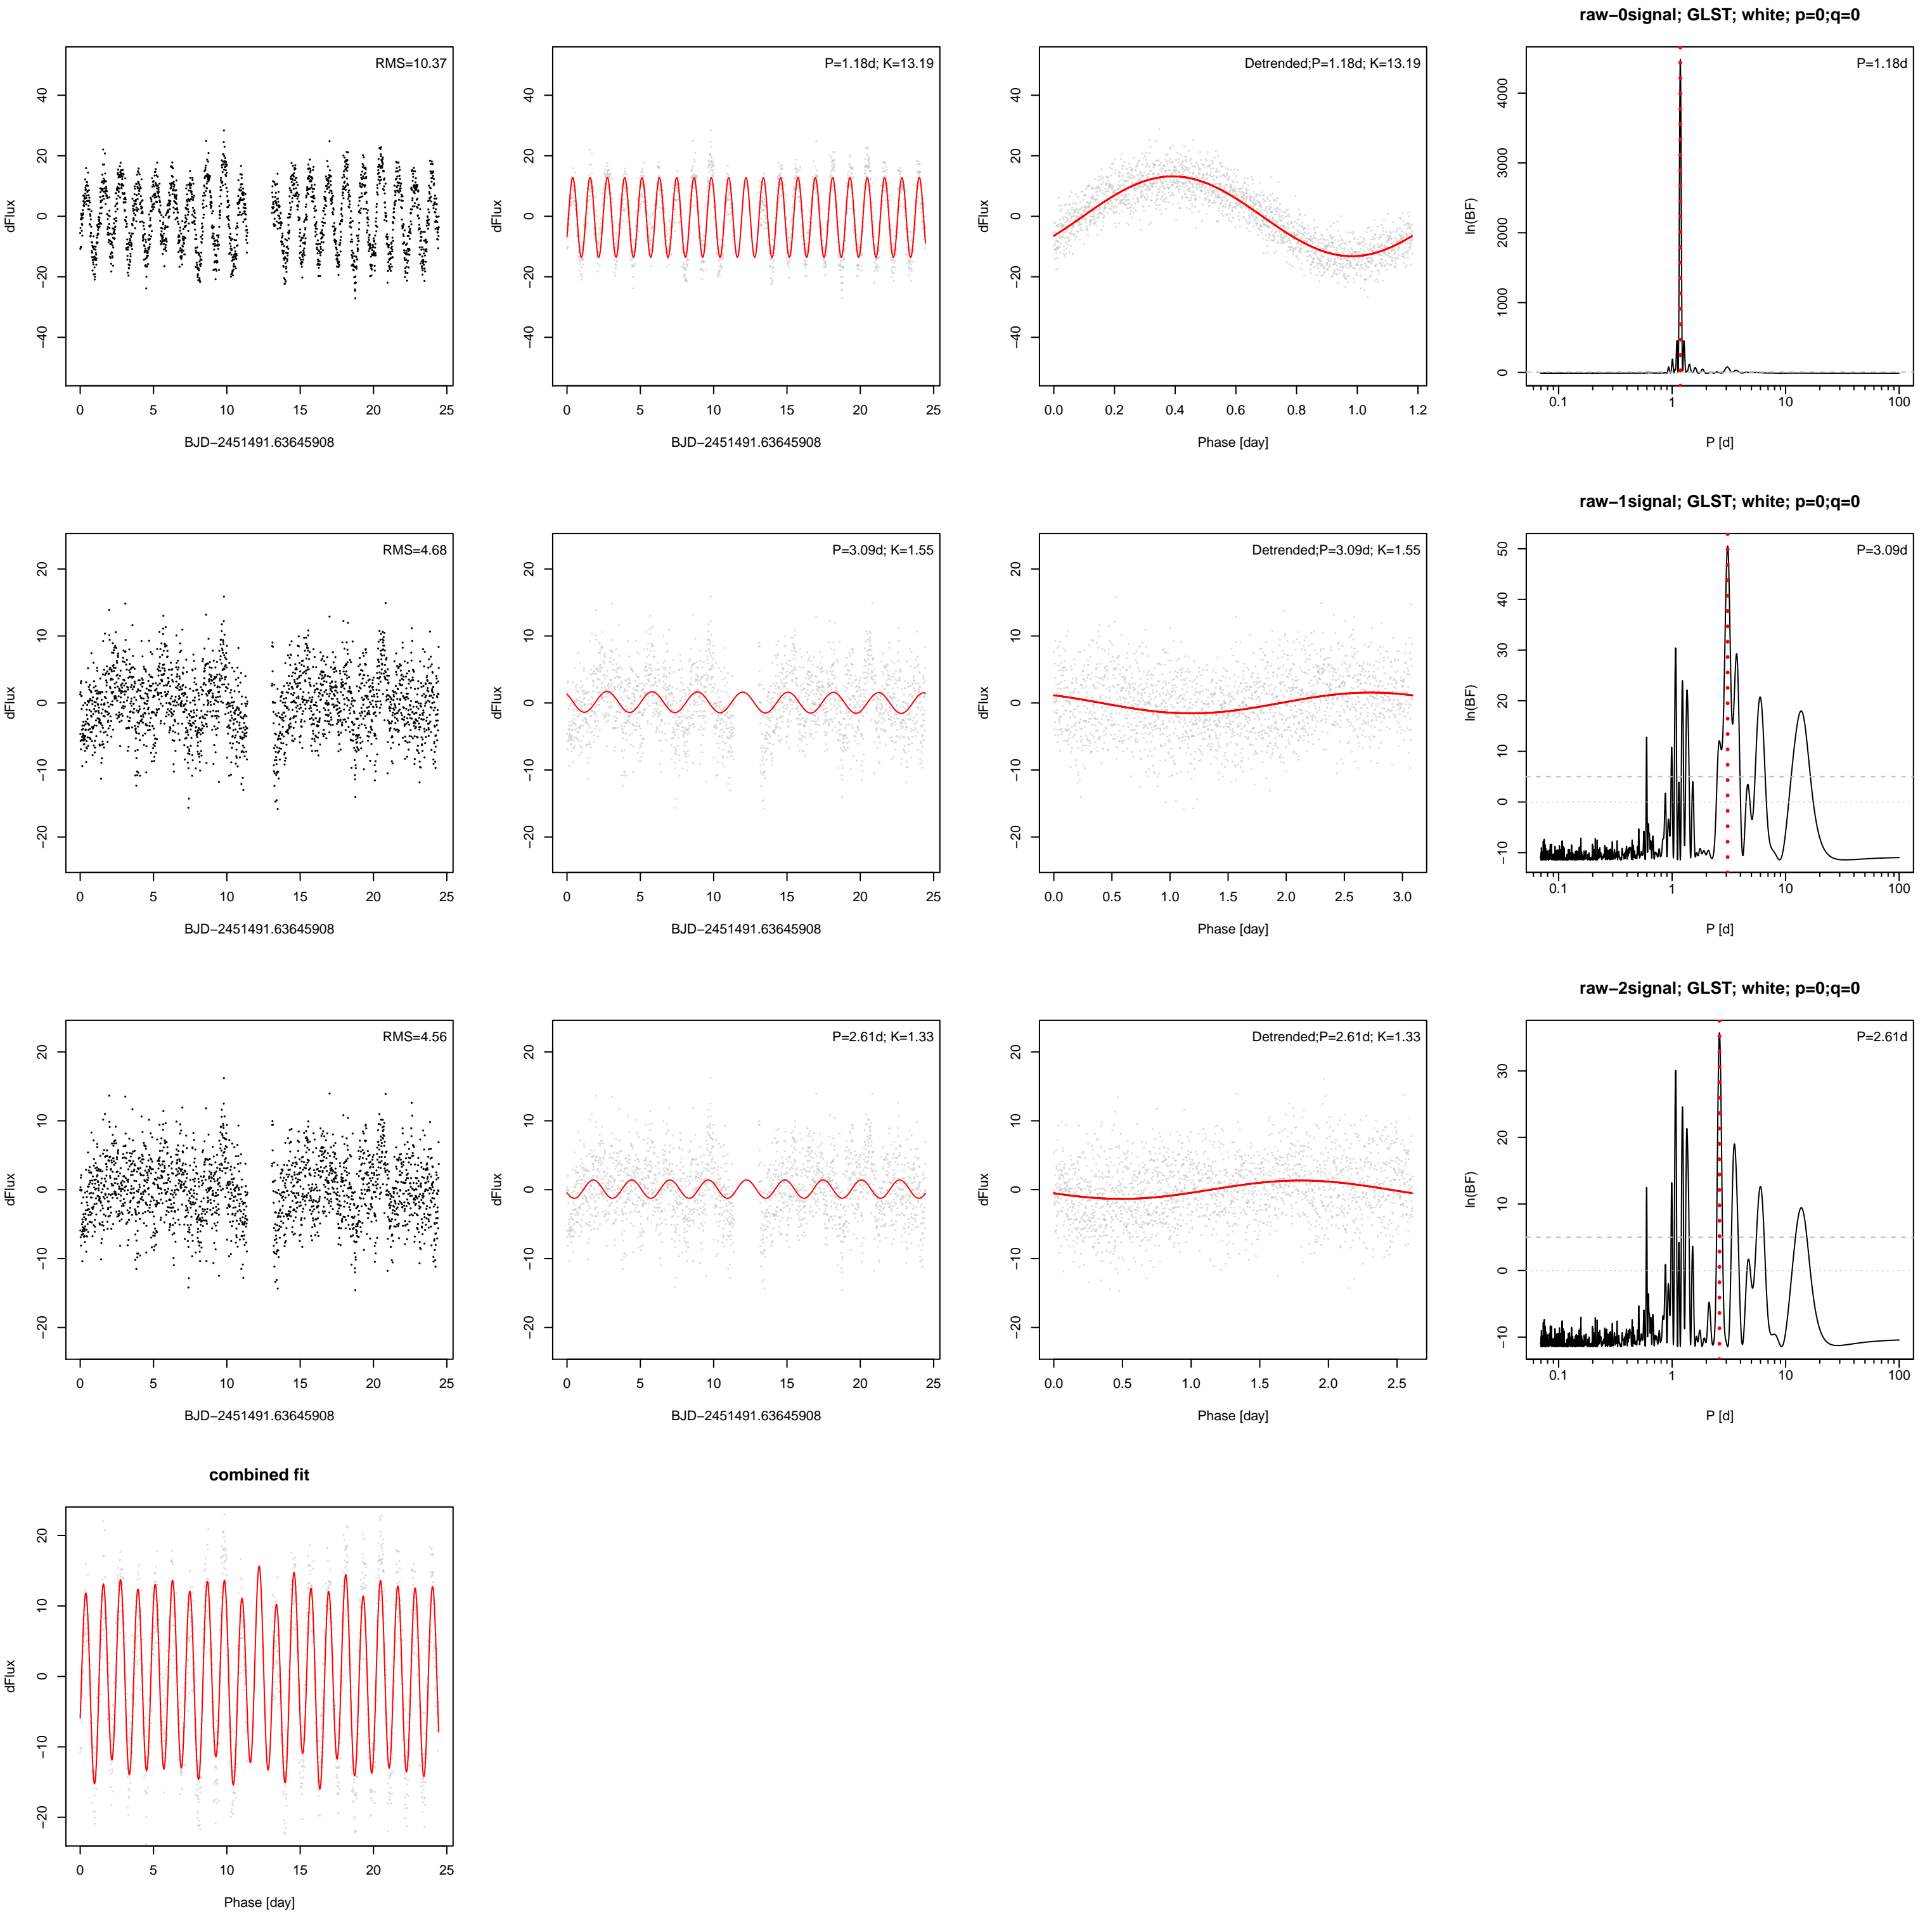 raw−0signal; GLST; white; p=0;q=0
RMS=10.37
P=1.18d; K=13.19
Detrended;P=1.18d; K=13.19
P=1.18d
dFlux
−40 −20 0 20 40
dFlux
−40 −20 0 20 40
dFlux
−40 −20 0 20 40
ln(BF)
0 1000 2000 3000 4000
0 5 10 15 20 25
0 5 10 15 20 25
0.0 0.2 0.4 0.6 0.8 1.0 1.2
0.1 1 10 100
BJD−2451491.63645908
BJD−2451491.63645908
Phase [day]
P [d]
raw−1signal; GLST; white; p=0;q=0
RMS=4.68
P=3.09d; K=1.55
Detrended;P=3.09d; K=1.55
P=3.09d
dFlux
−20 −10 0 10 20
dFlux
−20 −10 0 10 20
dFlux
−20 −10 0 10 20
ln(BF)
−10 0 10 20 30 40 50
0 5 10 15 20 25
0 5 10 15 20 25
0.0 0.5 1.0 1.5 2.0 2.5 3.0
0.1 1 10 100
BJD−2451491.63645908
BJD−2451491.63645908
Phase [day]
P [d]
raw−2signal; GLST; white; p=0;q=0
RMS=4.56
P=2.61d; K=1.33
Detrended;P=2.61d; K=1.33
P=2.61d
dFlux
−20 −10 0 10 20
dFlux
−20 −10 0 10 20
dFlux
−20 −10 0 10 20
ln(BF)
−10 0 10 20 30
0 5 10 15 20 25
0 5 10 15 20 25
0.0 0.5 1.0 1.5 2.0 2.5
0.1 1 10 100
BJD−2451491.63645908
BJD−2451491.63645908
Phase [day]
P [d]
combined fit
dFlux
−20 −10 0 10 20
0 5 10 15 20 25
Phase [day]